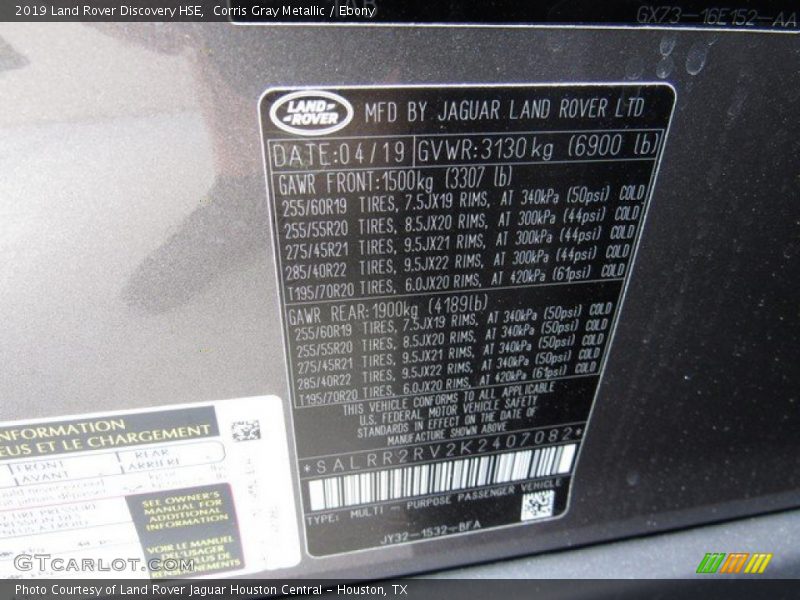 2019 Land Rover Discovery HSE, Corris Gray Metallic / Ebony
GX73-16E152-AA
LAND ROVER
MFD BY JAGUAR LAND ROVER LTD
DATE:04/19 GVWR:3130kg (6900 lb)
GAWR FRONT:1500kg (3307 lb)
255/60R19 TIRES, 7.5JX19 RIMS, AT 340kPa (50psi) COLD
255/55R20 TIRES, 8.5JX20 RIMS, AT 300kPa (44psi) COLD
275/45R21 TIRES, 9.5JX21 RIMS, AT 300kPa (44psi) COLD
285/40R22 TIRES, 9.5JX22 RIMS, AT 300kPa (44psi) COLD
T195/70R20 TIRES, 6.0JX20 RIMS, AT 420kPa (61psi) COLD
GAWR REAR:1900kg (4189lb)
255/60R19 TIRES, 7.5JX19 RIMS, AT 340kPa (50psi) COLD
255/55R20 TIRES, 8.5JX20 RIMS, AT 340kPa (50psi) COLD
275/45R21 TIRES, 9.5JX21 RIMS, AT 340kPa (50psi) COLD
285/40R22 TIRES, 9.5JX22 RIMS, AT 340kPa (50psi) COLD
T195/70R20 TIRES, 6.0JX20 RIMS, AT 420kPa (61psi) COLD
THIS VEHICLE CONFORMS TO ALL APPLICABLE
U.S. FEDERAL MOTOR VEHICLE SAFETY
STANDARDS IN EFFECT ON THE DATE OF
MANUFACTURE SHOWN ABOVE
*SALRR2RV2K2407082*
TYPE: MULTI - PURPOSE PASSENGER VEHICLE
JY32-1532-BFA
NFORMATION
EUS ET LE CHARGEMENT
FRONT
AVANT
REAR
ARRIÈRE
SEE OWNER'S
MANUAL FOR
ADDITIONAL
INFORMATION
VOIR LE MANUEL
DE L'USAGER
POUR PLUS DE
RENSEIGNEMENTS
GTCarlot.com
Photo Courtesy of Land Rover Jaguar Houston Central - Houston, TX